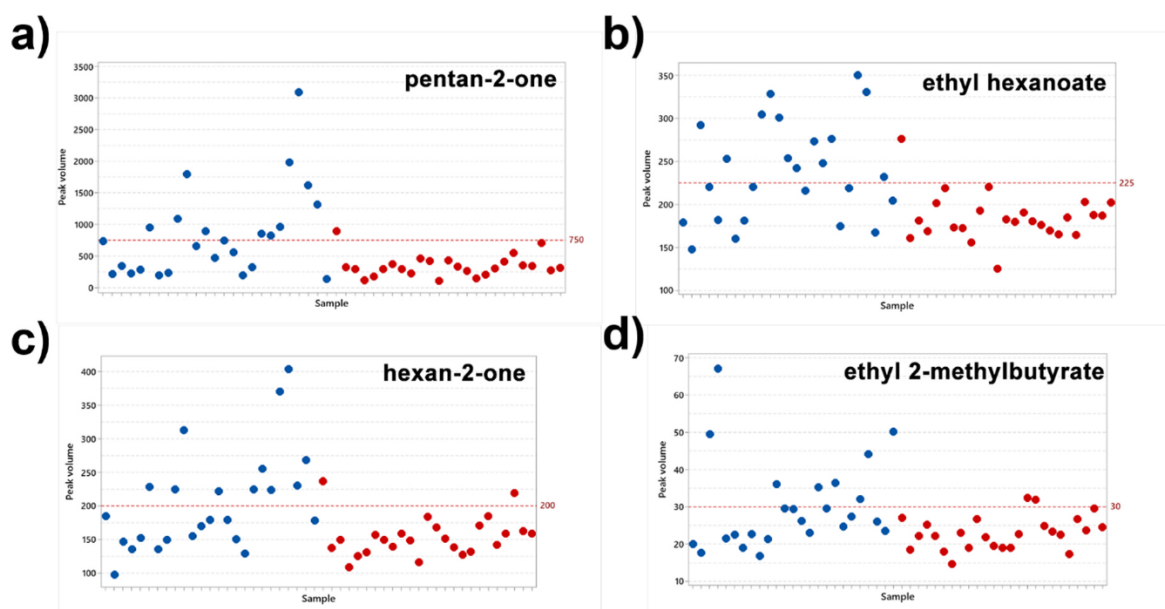 a)
pentan-2-one
3500
3000
2500
2000
1500
1000
500
0
Peak volume
750
Sample
b)
ethyl hexanoate
350
300
250
200
150
100
Peak volume
225
Sample
c)
hexan-2-one
400
350
300
250
200
150
100
Peak volume
200
Sample
d)
ethyl 2-methylbutyrate
70
60
50
40
30
20
10
Peak volume
30
Sample